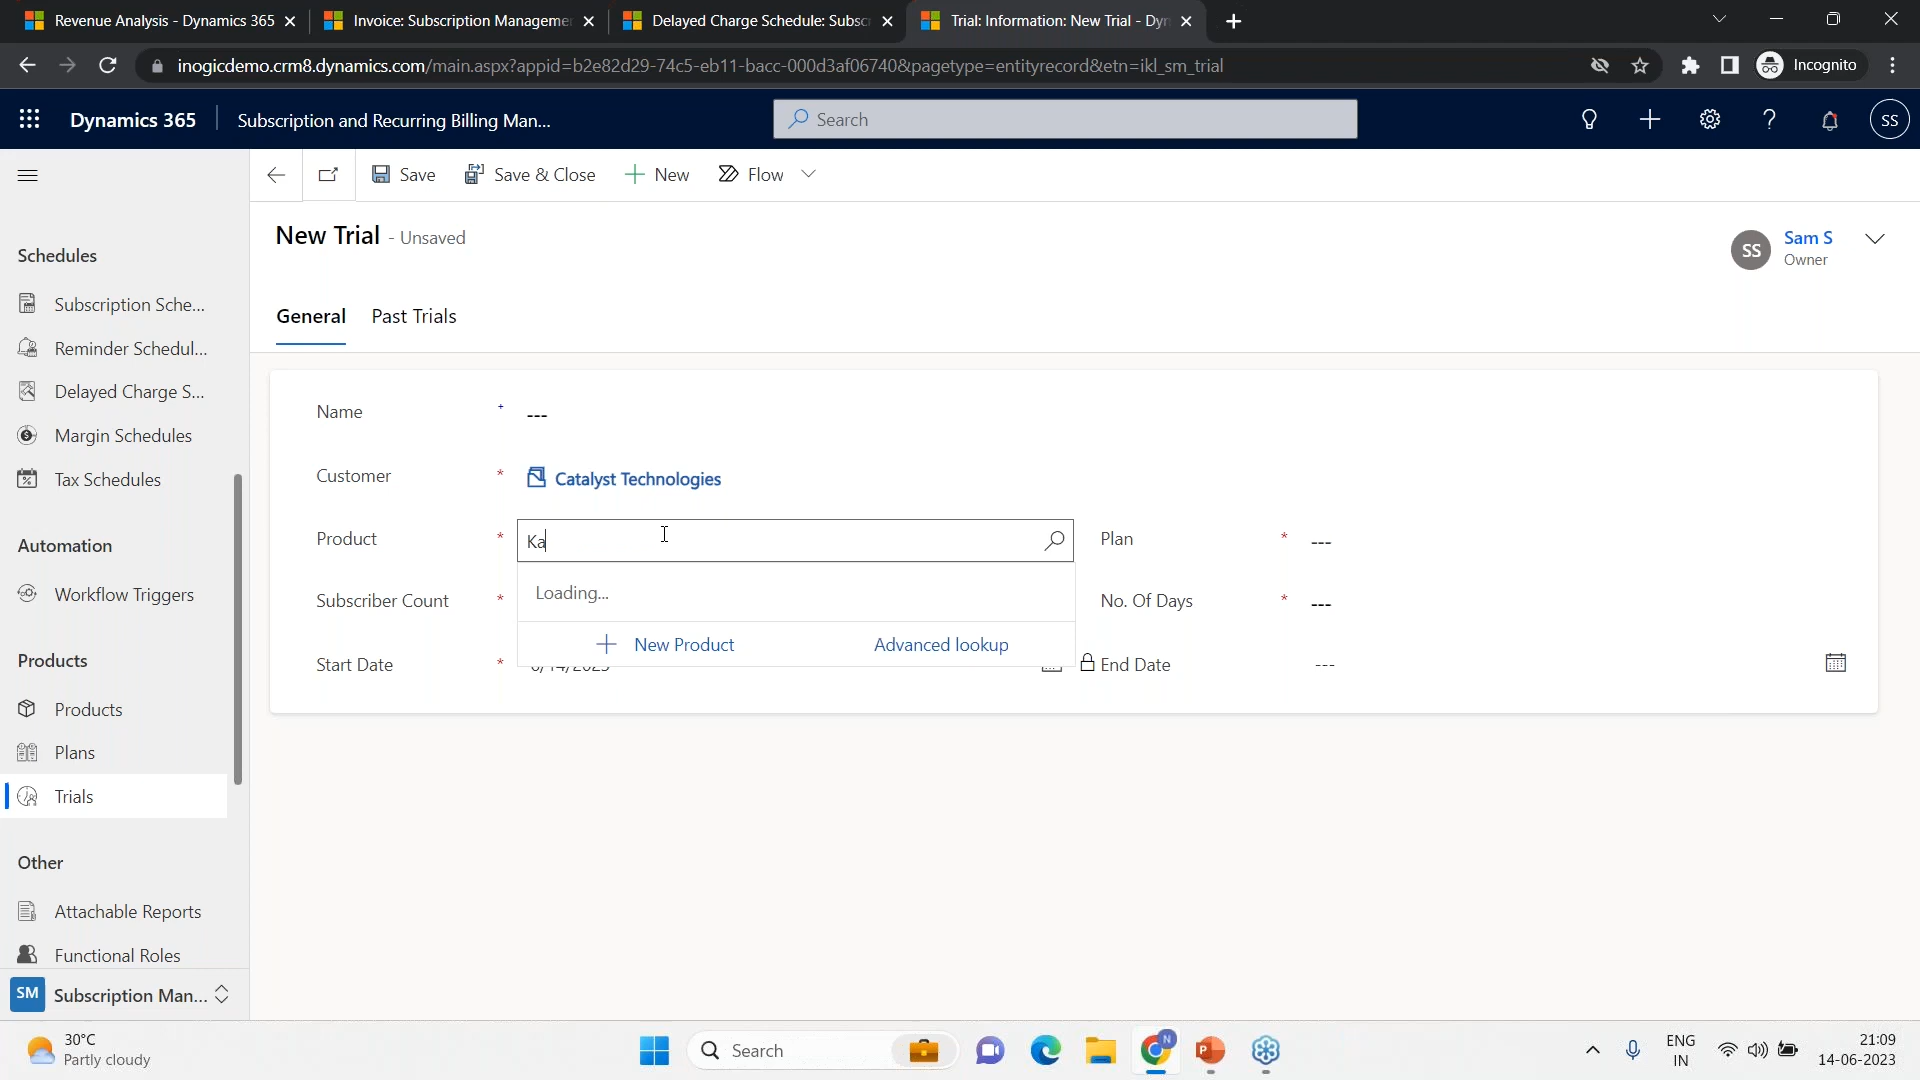 Revenue Analysis - Dynamics 365
Invoice: Subscription Manageme
Delayed Charge Schedule: Subsc
Trial: Information: New Trial - Dyn
inogicdemo.crm8.dynamics.com/main.aspx?appid=b2e82d29-74c5-eb11-bacc-000d3af06740&pagetype=entityrecord&etn=ikl_sm_trial
Incognito
Dynamics 365
Subscription and Recurring Billing Man...
Search
SS
Save
Save & Close
New
Flow
New Trial - Unsaved
SS
Sam S
Owner
General
Past Trials
Schedules
Subscription Sche...
Reminder Schedul...
Delayed Charge S...
Margin Schedules
Tax Schedules
Automation
Workflow Triggers
Products
Products
Plans
Trials
Other
Attachable Reports
Functional Roles
SM Subscription Man...
Name + ---
Customer * Catalyst Technologies
Product * Ka
Plan * ---
Loading...
Subscriber Count *
No. Of Days * ---
+ New Product
Advanced lookup
Start Date * 6/14/2023
End Date ---
30°C
Partly cloudy
Search
N
P
ENG
IN
21:09
14-06-2023